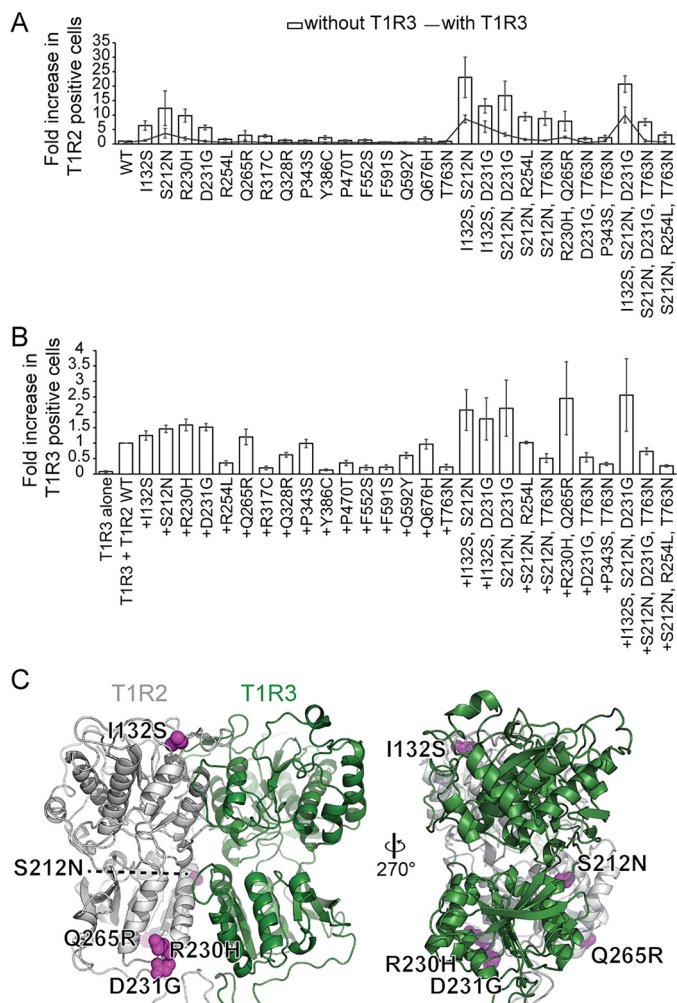 A
without T1R3 with T1R3
Fold increase in
T1R2 positive cells
35
30
25
20
15
10
5
0
WT
I132S
S212N
R230H
D231G
R254L
Q265R
R317C
Q328R
P343S
Y386C
P470T
F552S
F591S
Q592Y
Q676H
T763N
I132S, S212N
I132S, D231G
S212N, D231G
S212N, R254L
S212N, T763N
R230H, Q265R
D231G, T763N
P343S, T763N
I132S, S212N, D231G
S212N, D231G, T763N
S212N, R254L, T763N
B
Fold increase in
T1R3 positive cells
4
3.5
3
2.5
2
1.5
1
0.5
0
T1R3 alone
T1R3 + T1R2 WT
+I132S
+S212N
+R230H
+D231G
+R254L
+Q265R
+R317C
+Q328R
+P343S
+Y386C
+P470T
+F552S
+F591S
+Q592Y
+Q676H
+T763N
+I132S, S212N
+I132S, D231G
S212N, D231G
+S212N, R254L
+S212N, T763N
+R230H, Q265R
+D231G, T763N
+P343S, T763N
+I132S, S212N, D231G
+S212N, D231G, T763N
+S212N, R254L, T763N
C
T1R2 T1R3
I132S
S212N
Q265R
R230H
D231G
270°
I132S
S212N
R230H
D231G
Q265R